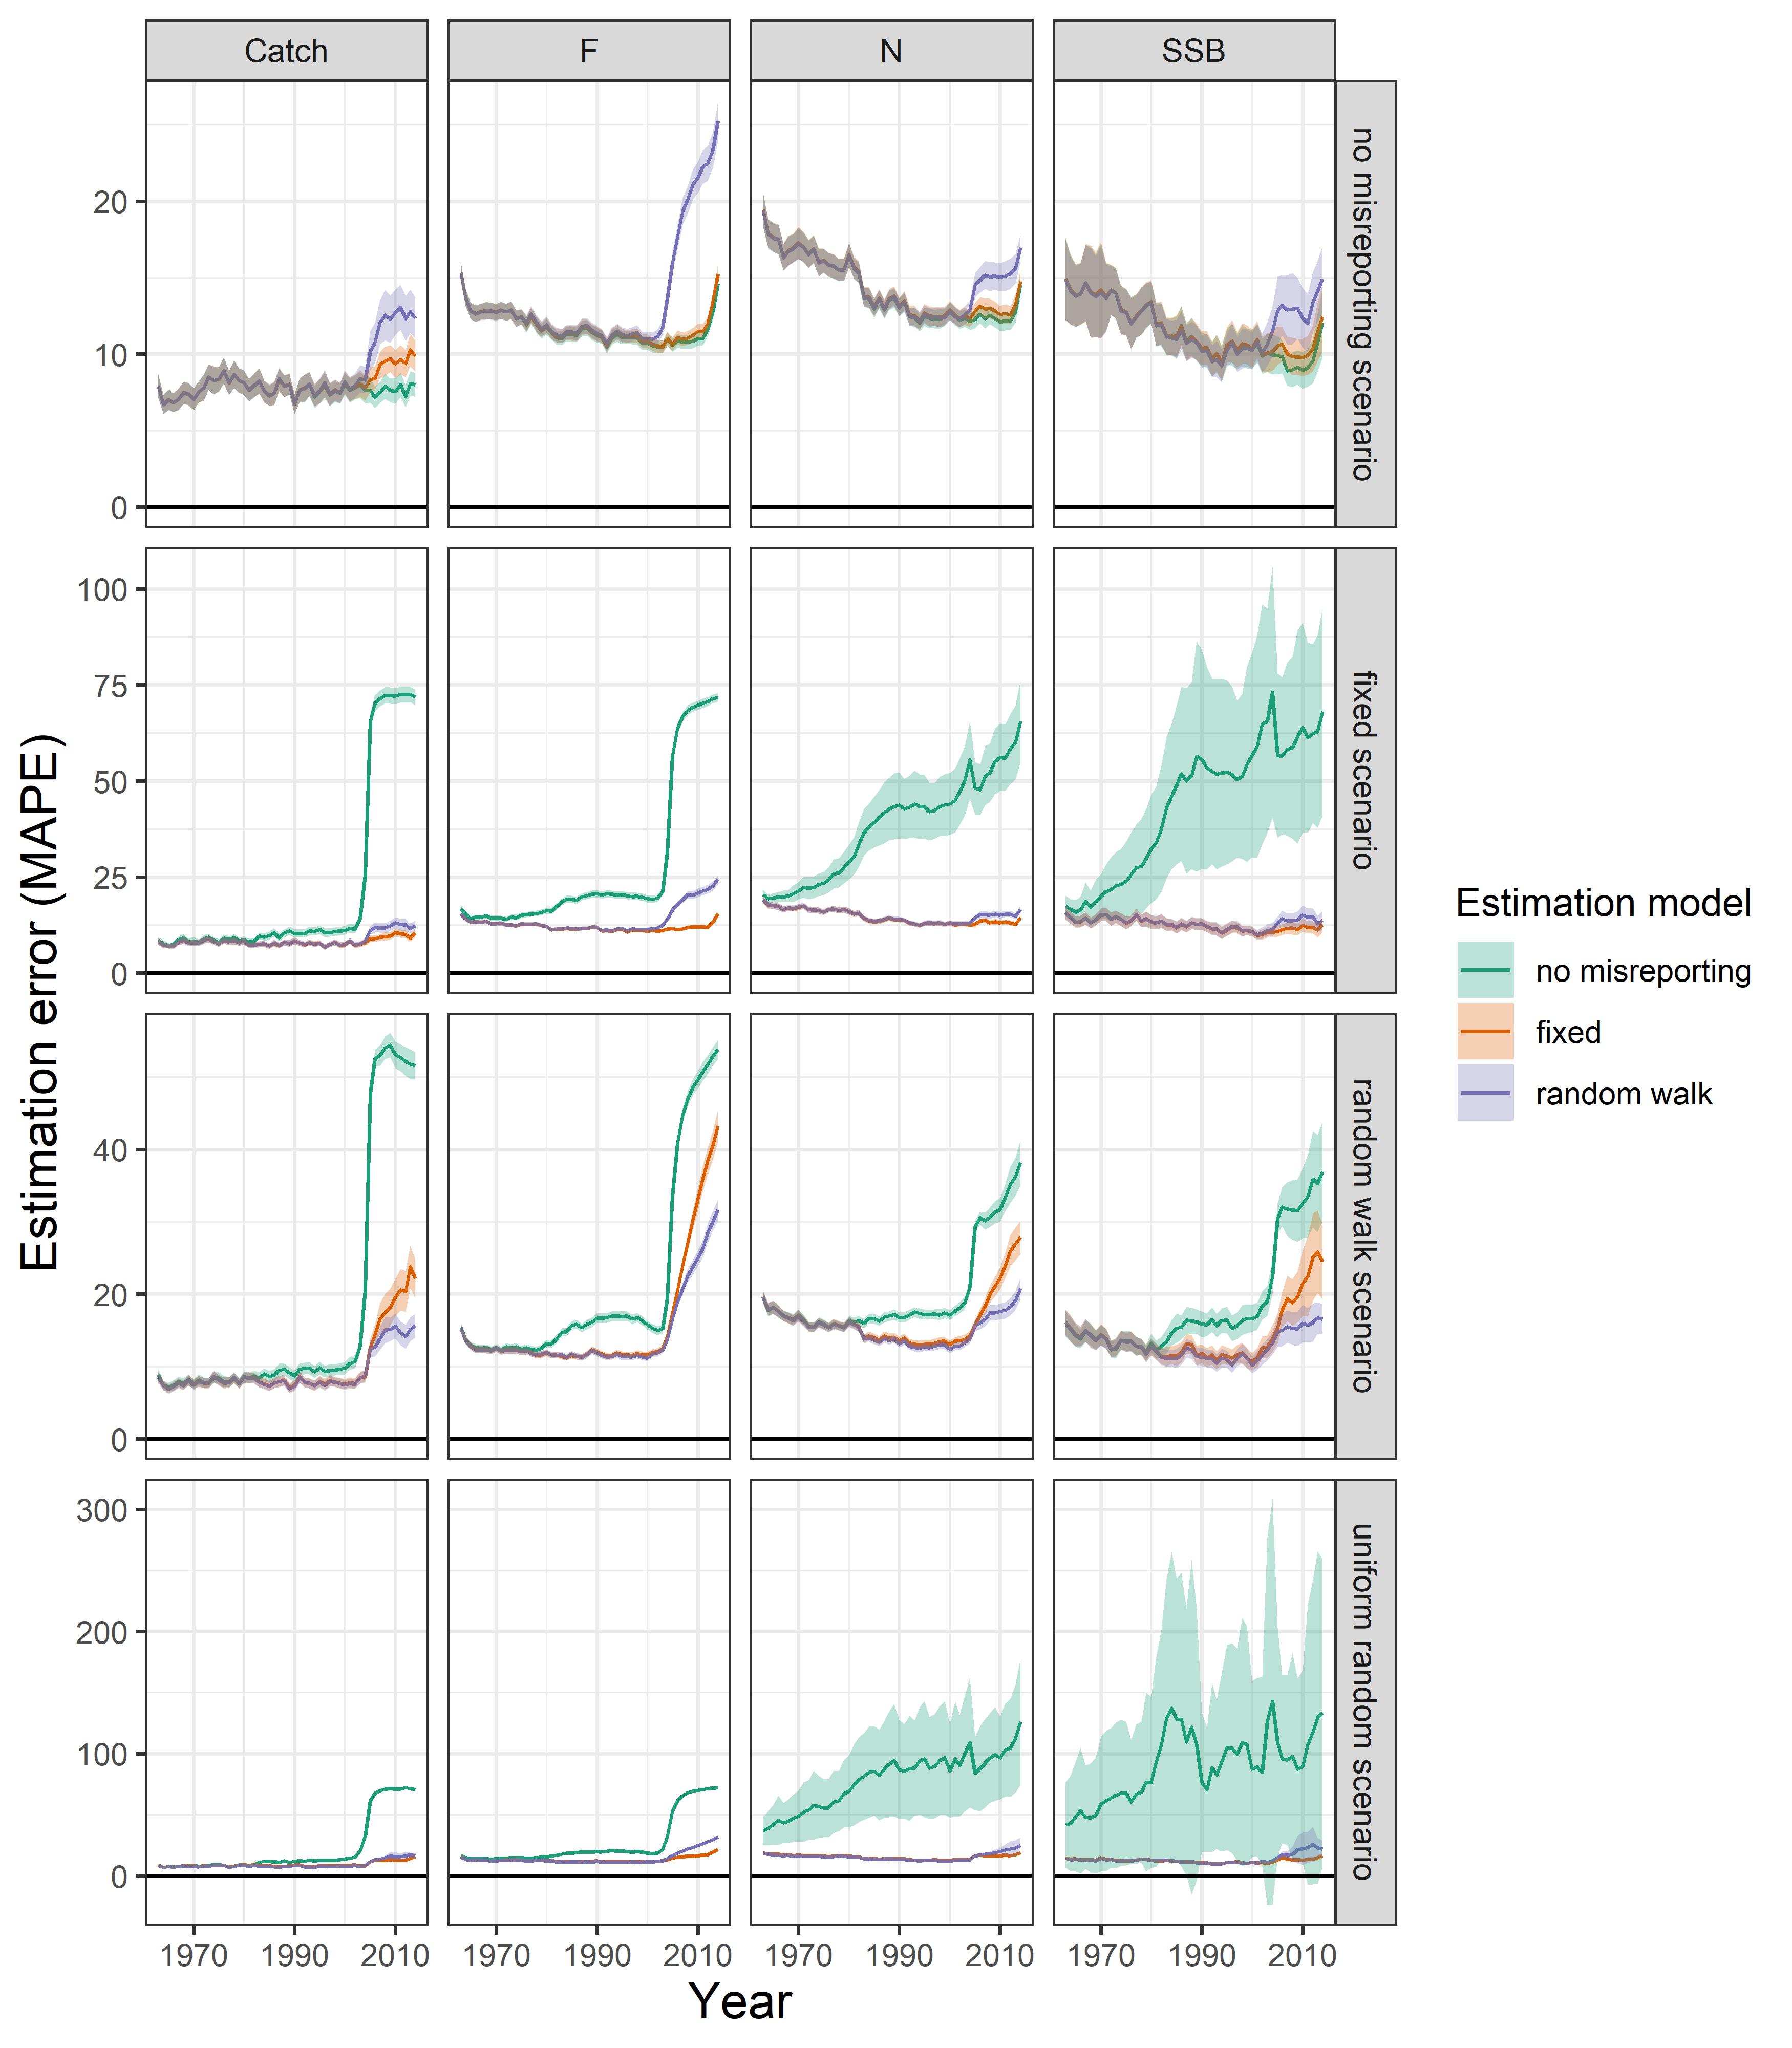 Catch F N SSB
20
10
0
no misreporting scenario
100
75
50
25
0
fixed scenario
40
20
0
random walk scenario
300
200
100
0
uniform random scenario
1970 1990 2010 1970 1990 2010 1970 1990 2010 1970 1990 2010
Year
Estimation error (MAPE)
Estimation model
no misreporting
fixed
random walk